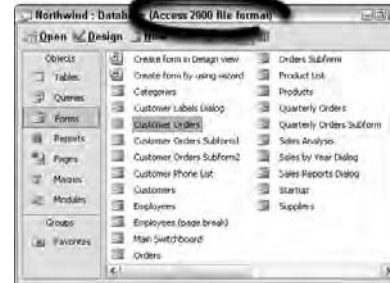 Northwind : Database (Access 2000 file format)
Open Design
Objects
Tables
Queries
Forms
Reports
Pages
Macros
Modules
Groups
Favorites
Create form in Design view
Create form by using wizard
Categories
Customer Labels Dialog
Customer Orders
Customer Orders Subform1
Customer Orders Subform2
Customer Phone List
Customers
Employees
Employees (page break)
Main Switchboard
Orders
Orders Subform
Product List
Products
Quarterly Orders
Quarterly Orders Subform
Sales Analysis
Sales by Year Dialog
Sales Reports Dialog
Startup
Suppliers